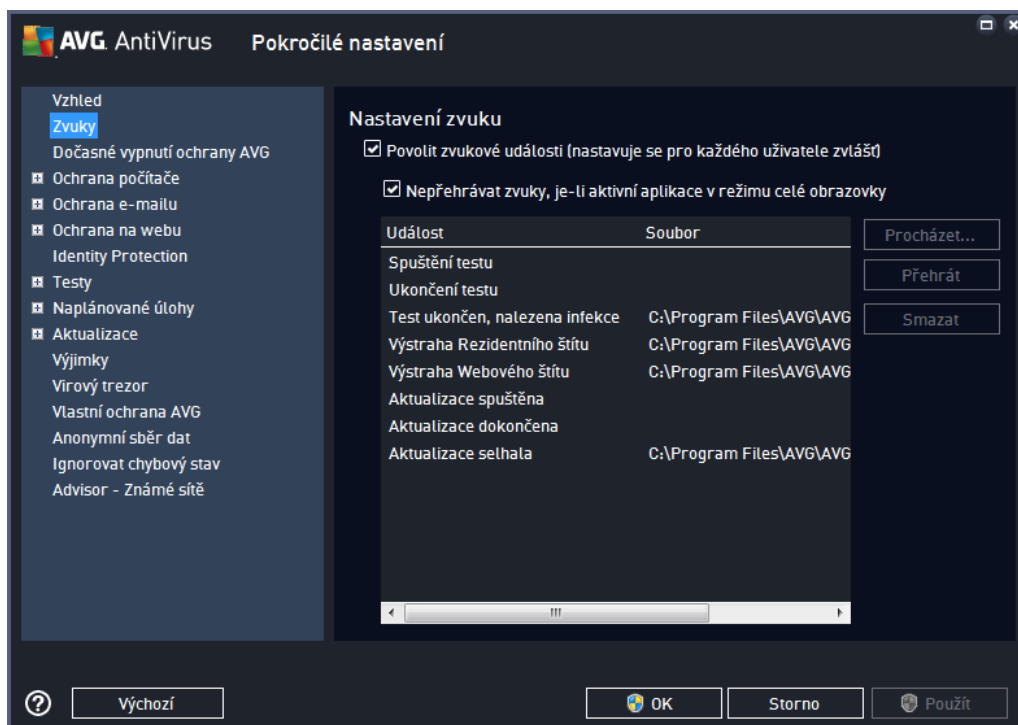 AVG. AntiVirus Pokročilé nastavení
Vzhled
Zvuky
Dočasné vypnutí ochrany AVG
Ochrana počítače
Ochrana e-mailu
Ochrana na webu
Identity Protection
Testy
Naplánované úlohy
Aktualizace
Výjimky
Virový trezor
Vlastní ochrana AVG
Anonymní sběr dat
Ignorovat chybový stav
Advisor - Známé sítě
Nastavení zvuku
Povolit zvukové události (nastavuje se pro každého uživatele zvlášť)
Nepřehrávat zvuky, je-li aktivní aplikace v režimu celé obrazovky
Událost Soubor
Spuštění testu
Ukončení testu
Test ukončen, nalezena infekce C:\Program Files\AVG\AVG
Výstraha Rezidentního štítu C:\Program Files\AVG\AVG
Výstraha Webového štítu C:\Program Files\AVG\AVG
Aktualizace spuštěna
Aktualizace dokončena
Aktualizace selhala C:\Program Files\AVG\AVG
Procházet...
Přehrát
Smazat
Výchozí
OK
Storno
Použít